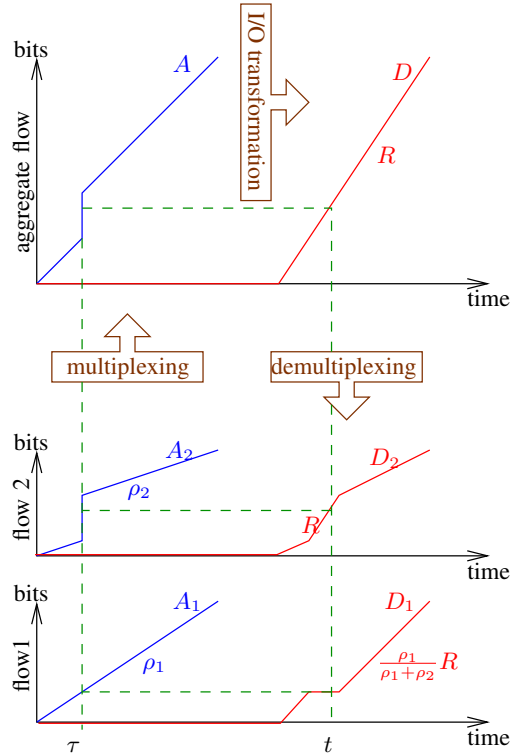 bits
A
I/O transformation
D
R
aggregate flow
time
multiplexing
demultiplexing
bits
A₂
ρ₂
D₂
R
flow 2
time
bits
A₁
ρ₁
D₁
ρ₁/(ρ₁+ρ₂) R
flow1
time
τ
t